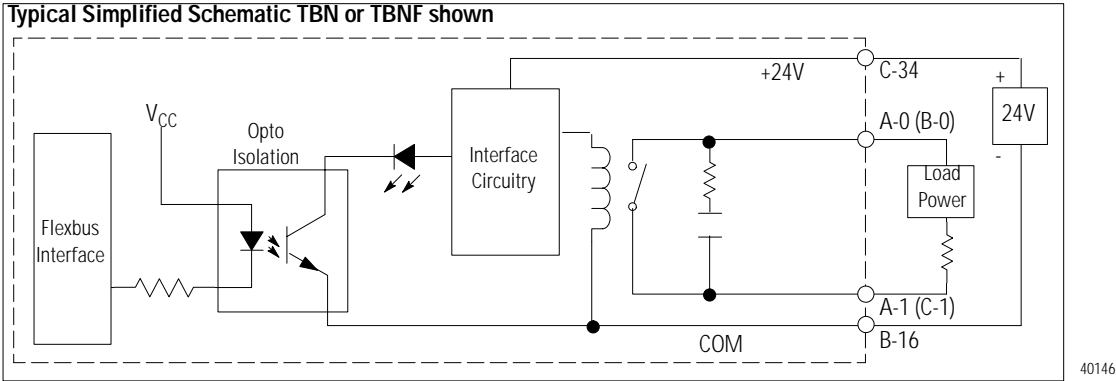 Typical Simplified Schematic TBN or TBNF shown
+24V
C-34
+
24V
-
VCC
Opto
Isolation
Interface
Circuitry
A-0 (B-0)
Load
Power
Flexbus
Interface
A-1 (C-1)
B-16
COM
40146